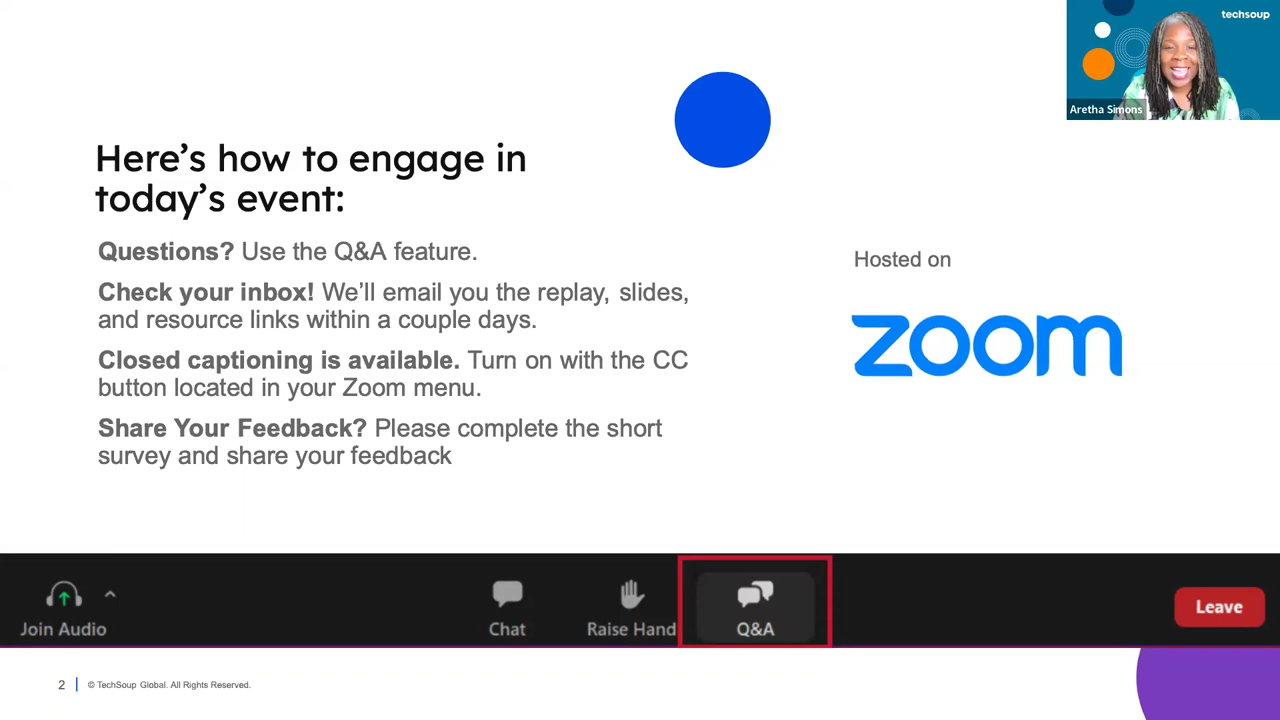 techsoup
Aretha Simons
Here's how to engage in
today's event:
Questions? Use the Q&A feature.
Check your inbox! We'll email you the replay, slides,
and resource links within a couple days.
Closed captioning is available. Turn on with the CC
button located in your Zoom menu.
Share Your Feedback? Please complete the short
survey and share your feedback
Hosted on
zoom
Join Audio
Chat
Raise Hand
Q&A
Leave
2
© TechSoup Global. All Rights Reserved.